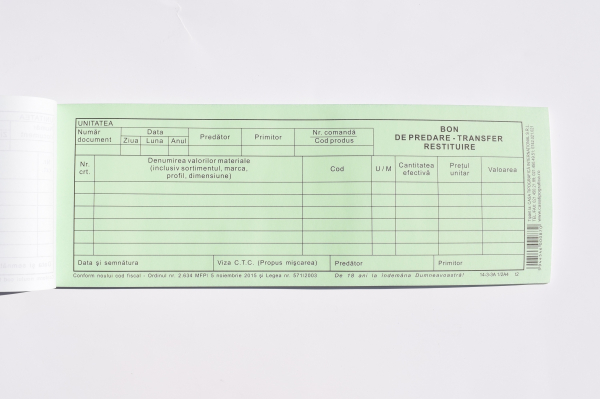 UNITATEA
Număr document
Data
Ziua Luna Anul
Predător
Primitor
Nr. comandă
Cod produs
BON
DE PREDARE - TRANSFER
RESTITUIRE
Nr. crt.
Denumirea valorilor materiale
(inclusiv sortimentul, marca,
profil, dimensiune)
Cod
U / M
Cantitatea efectivă
Prețul unitar
Valoarea
Data și semnătura
Viza C.T.C. (Propus mișcarea)
Predător
Primitor
Conform noului cod fiscal - Ordinul nr. 2.634 MFP/ 5 noiembrie 2015 și Legea nr. 571/2003
De 18 ani la îndemâna Dumneavoastră!
14-3-3A 1/2A4